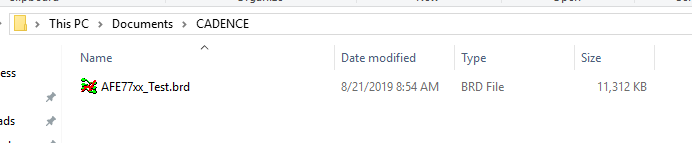 This PC > Documents > CADENCE
Name Date modified Type Size
AFE77xx_Test.brd 8/21/2019 8:54 AM BRD File 11,312 KB